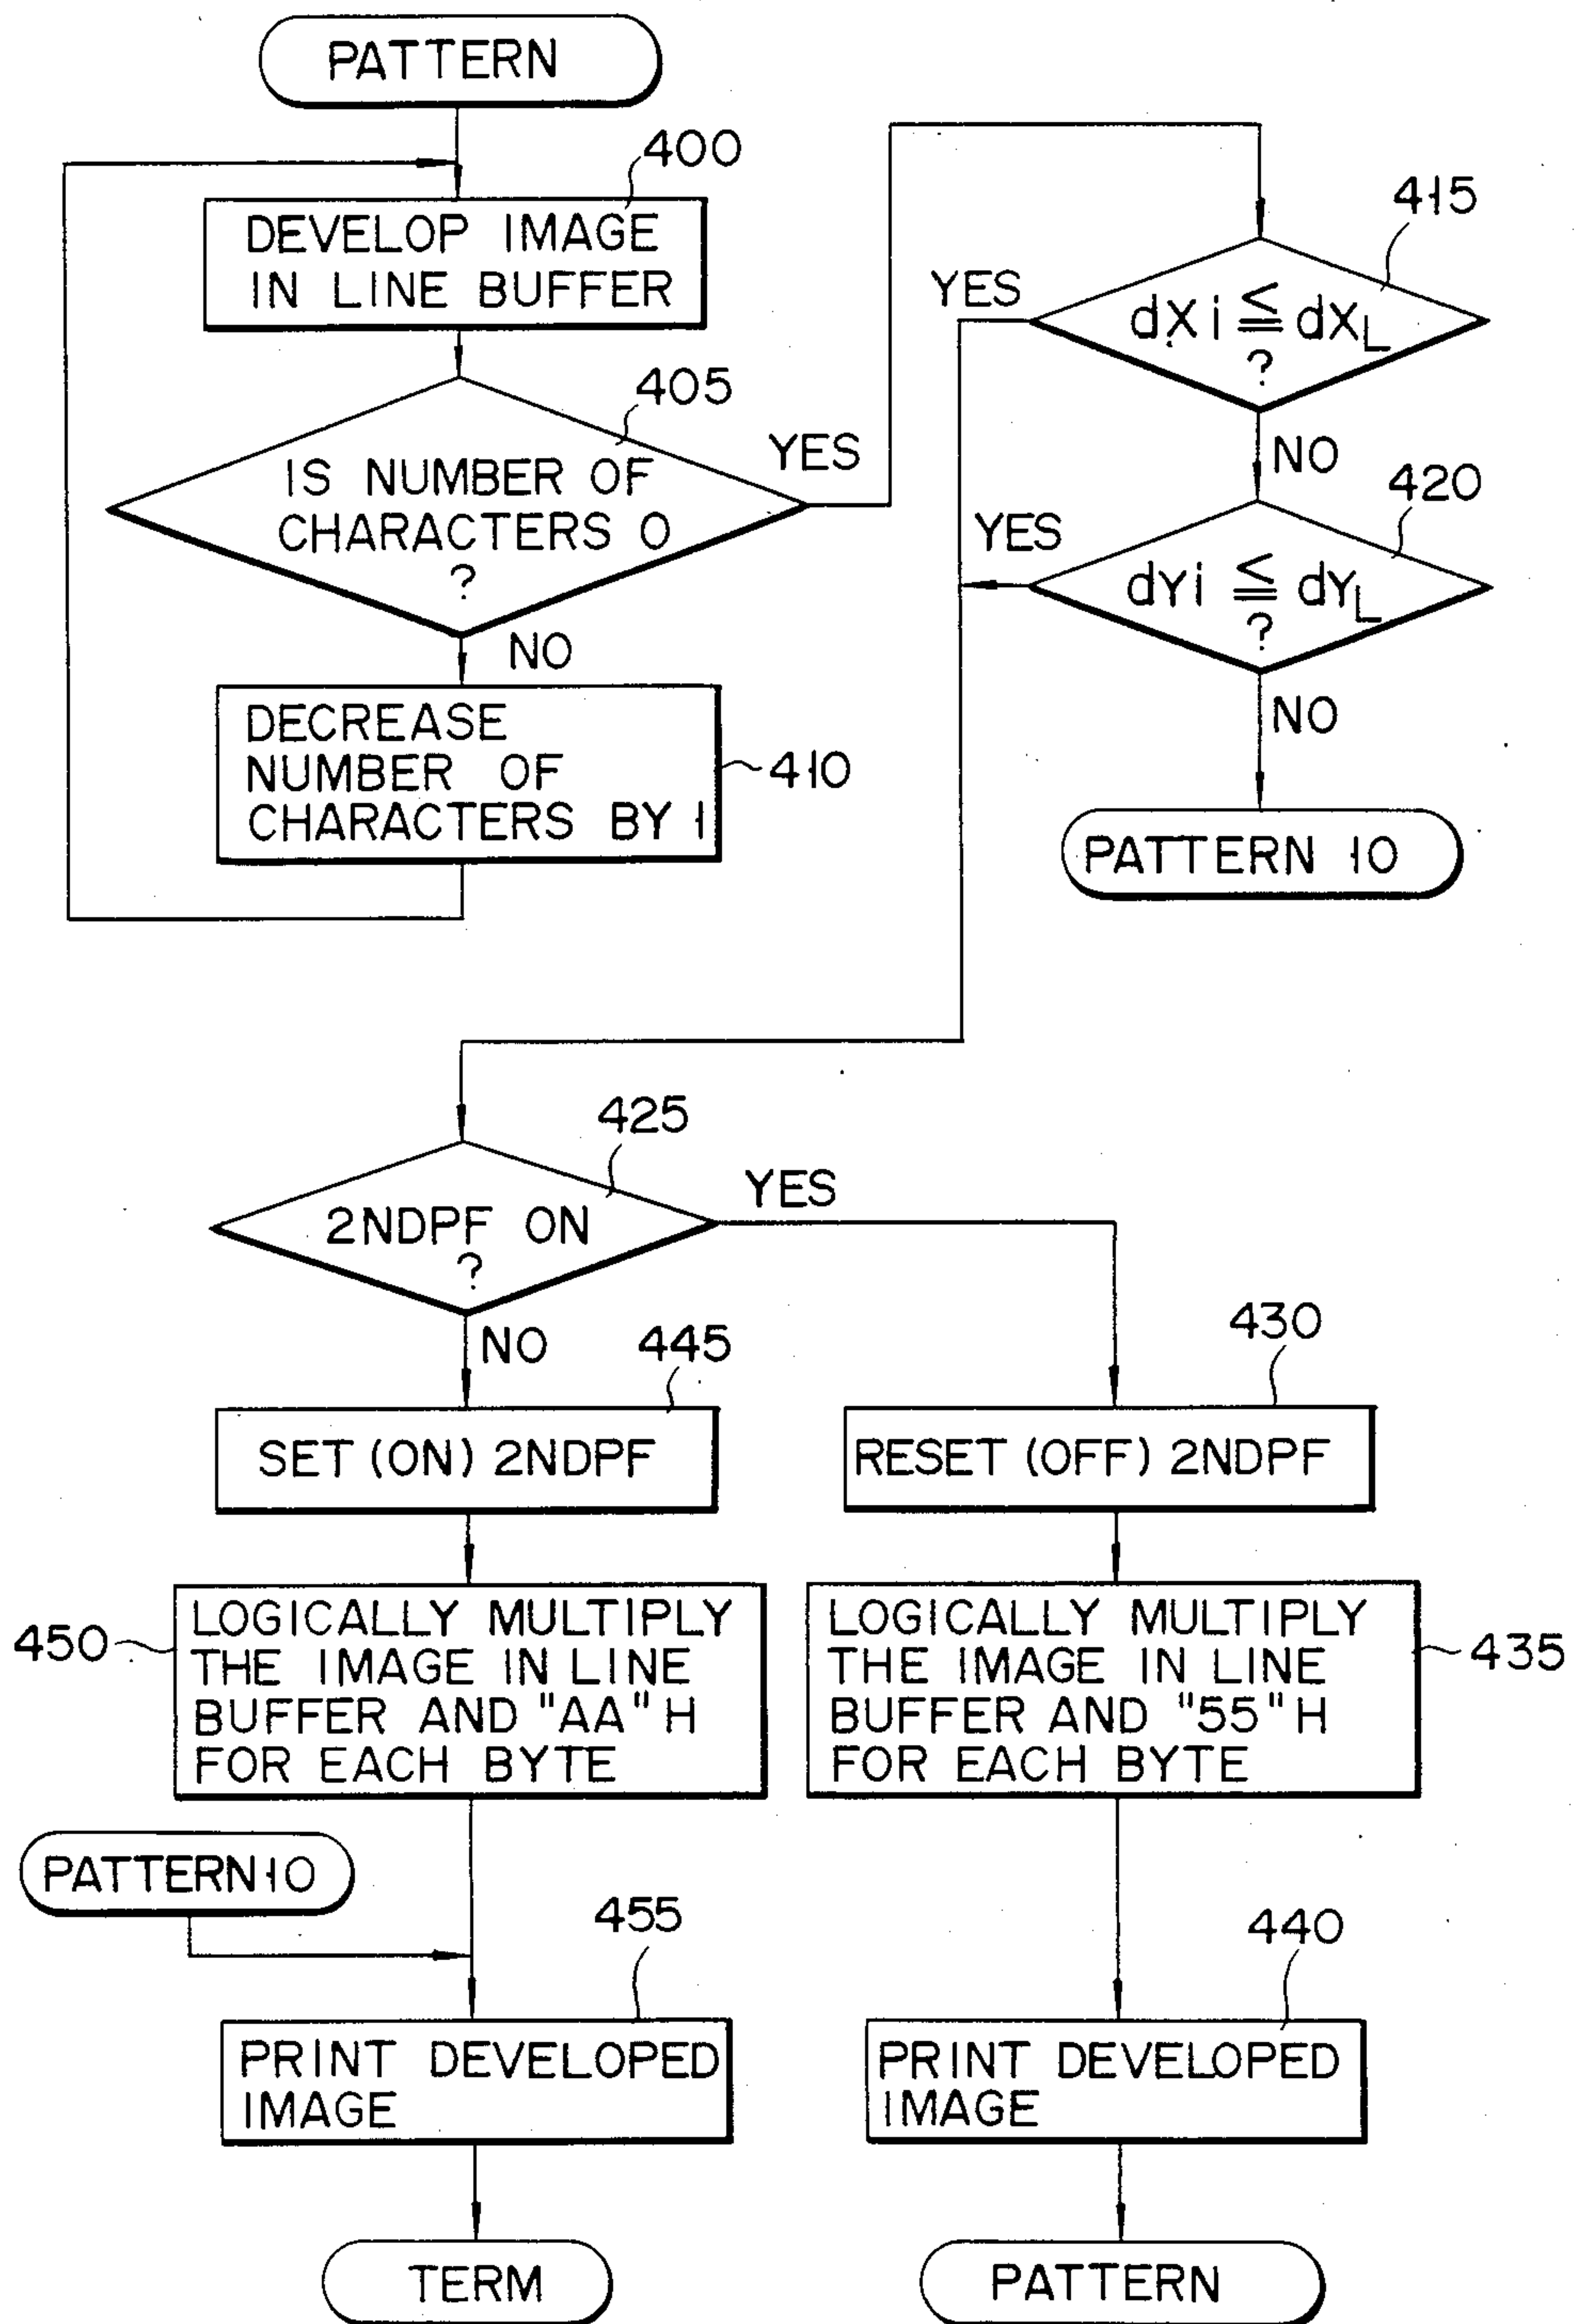 PATTERN
400
DEVELOP IMAGE
IN LINE BUFFER
405
IS NUMBER OF
CHARACTERS 0
?
YES
NO
DECREASE
NUMBER OF
CHARACTERS BY 1
410
415
YES
dXi ≦ dXL
?
NO
420
YES
dYi ≦ dYL
?
NO
PATTERN 10
425
2NDPF ON
?
YES
NO
445
SET (ON) 2NDPF
430
RESET (OFF) 2NDPF
450
LOGICALLY MULTIPLY
THE IMAGE IN LINE
BUFFER AND "AA" H
FOR EACH BYTE
LOGICALLY MULTIPLY
THE IMAGE IN LINE
BUFFER AND "55" H
FOR EACH BYTE
435
PATTERN 10
455
PRINT DEVELOPED
IMAGE
440
PRINT DEVELOPED
IMAGE
TERM
PATTERN